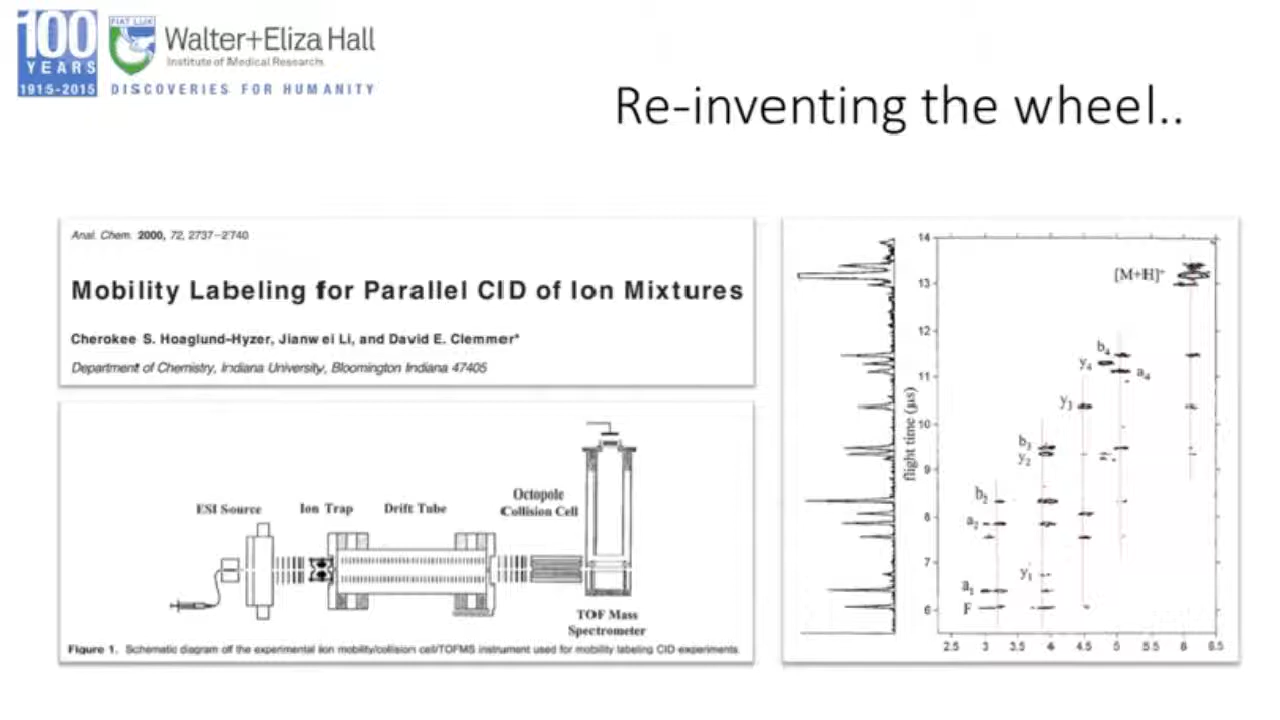 100
YEARS
1915-2015
FIAT LUX
Walter+Eliza Hall
Institute of Medical Research
DISCOVERIES FOR HUMANITY
Re-inventing the wheel..
Anal. Chem. 2000, 72, 2737-2740
Mobility Labeling for Parallel CID of Ion Mixtures
Cherokee S. Hoaglund-Hyzer, Jianwei Li, and David E. Clemmer*
Department of Chemistry, Indiana University, Bloomington Indiana 47405
ESI Source
Ion Trap
Drift Tube
Octopole
Collision Cell
TOF Mass
Spectrometer
Figure 1. Schematic diagram of the experimental ion mobility/collision cell/TOFMS instrument used for mobility labeling CID experiments.
14
13
12
11
10
9
8
7
6
flight time (µs)
[M+H]+
b4
y4
a4
y3
b3
y2
b2
a2
y1
a1
F
2.5 3 3.5 4 4.5 5 5.5 6 6.5